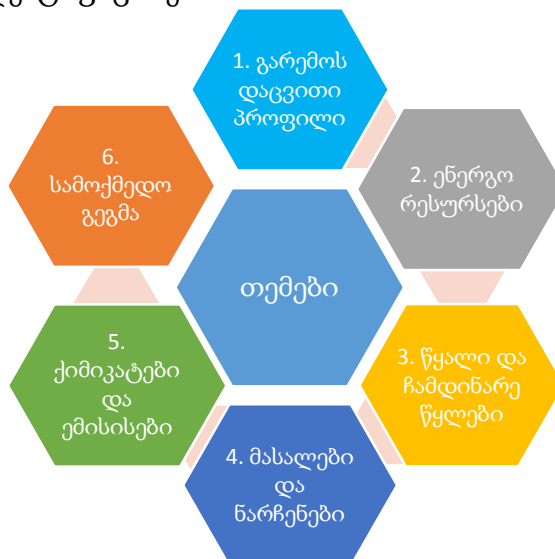 1. გარემოს
დაცვითი
პროფილი
2. ენერგო
რესურსები
3. წყალი და
ჩამდინარე
წყლები
4. მასალები
და
ნარჩენები
5.
ქიმიკატები
და
ემისისები
6.
სამოქმედო
გეგმა
თემები